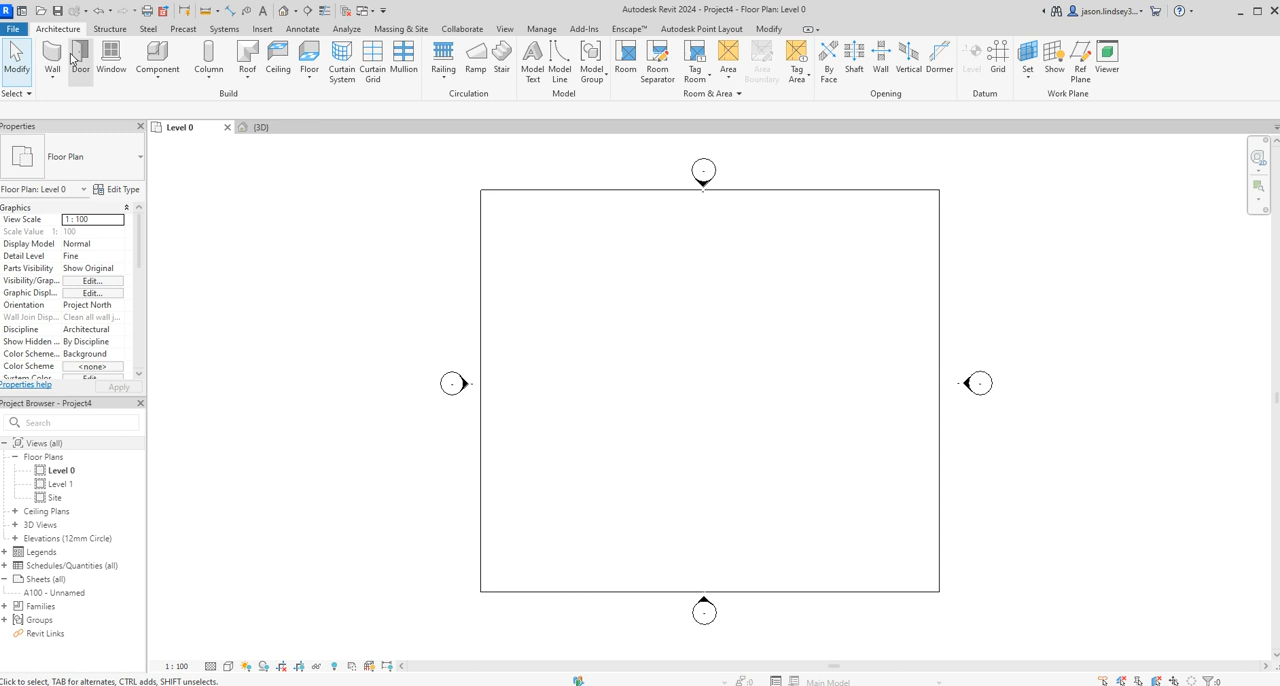 Autodesk Revit 2024 - Project4 - Floor Plan: Level 0
jason.lindsey3...
File Architecture Structure Steel Precast Systems Insert Annotate Analyze Massing & Site Collaborate View Manage Add-Ins Enscape™ Autodesk Point Layout Modify
Modify Wall Door Window Component Column Roof Ceiling Floor Curtain System Curtain Grid Mullion Railing Ramp Stair Model Text Model Line Model Group Room Room Separator Tag Room Area Area Boundary Tag Area By Face Shaft Wall Vertical Dormer Level Grid Set Show Ref Plane Viewer
Select Build Circulation Model Room & Area Opening Datum Work Plane
Properties
Level 0
{3D}
Floor Plan
Floor Plan: Level 0 Edit Type
Graphics
View Scale 1 : 100
Scale Value 1: 100
Display Model Normal
Detail Level Fine
Parts Visibility Show Original
Visibility/Grap... Edit...
Graphic Displ... Edit...
Orientation Project North
Wall Join Disp... Clean all wall j...
Discipline Architectural
Show Hidden ... By Discipline
Color Scheme... Background
Color Scheme <none>
System Color Edit
Properties help Apply
Project Browser - Project4
Search
Views (all)
Floor Plans
Level 0
Level 1
Site
Ceiling Plans
3D Views
Elevations (12mm Circle)
Legends
Schedules/Quantities (all)
Sheets (all)
A100 - Unnamed
Families
Groups
Revit Links
1 : 100
Click to select, TAB for alternates, CTRL adds, SHIFT unselects.
:0
Main Model
:0